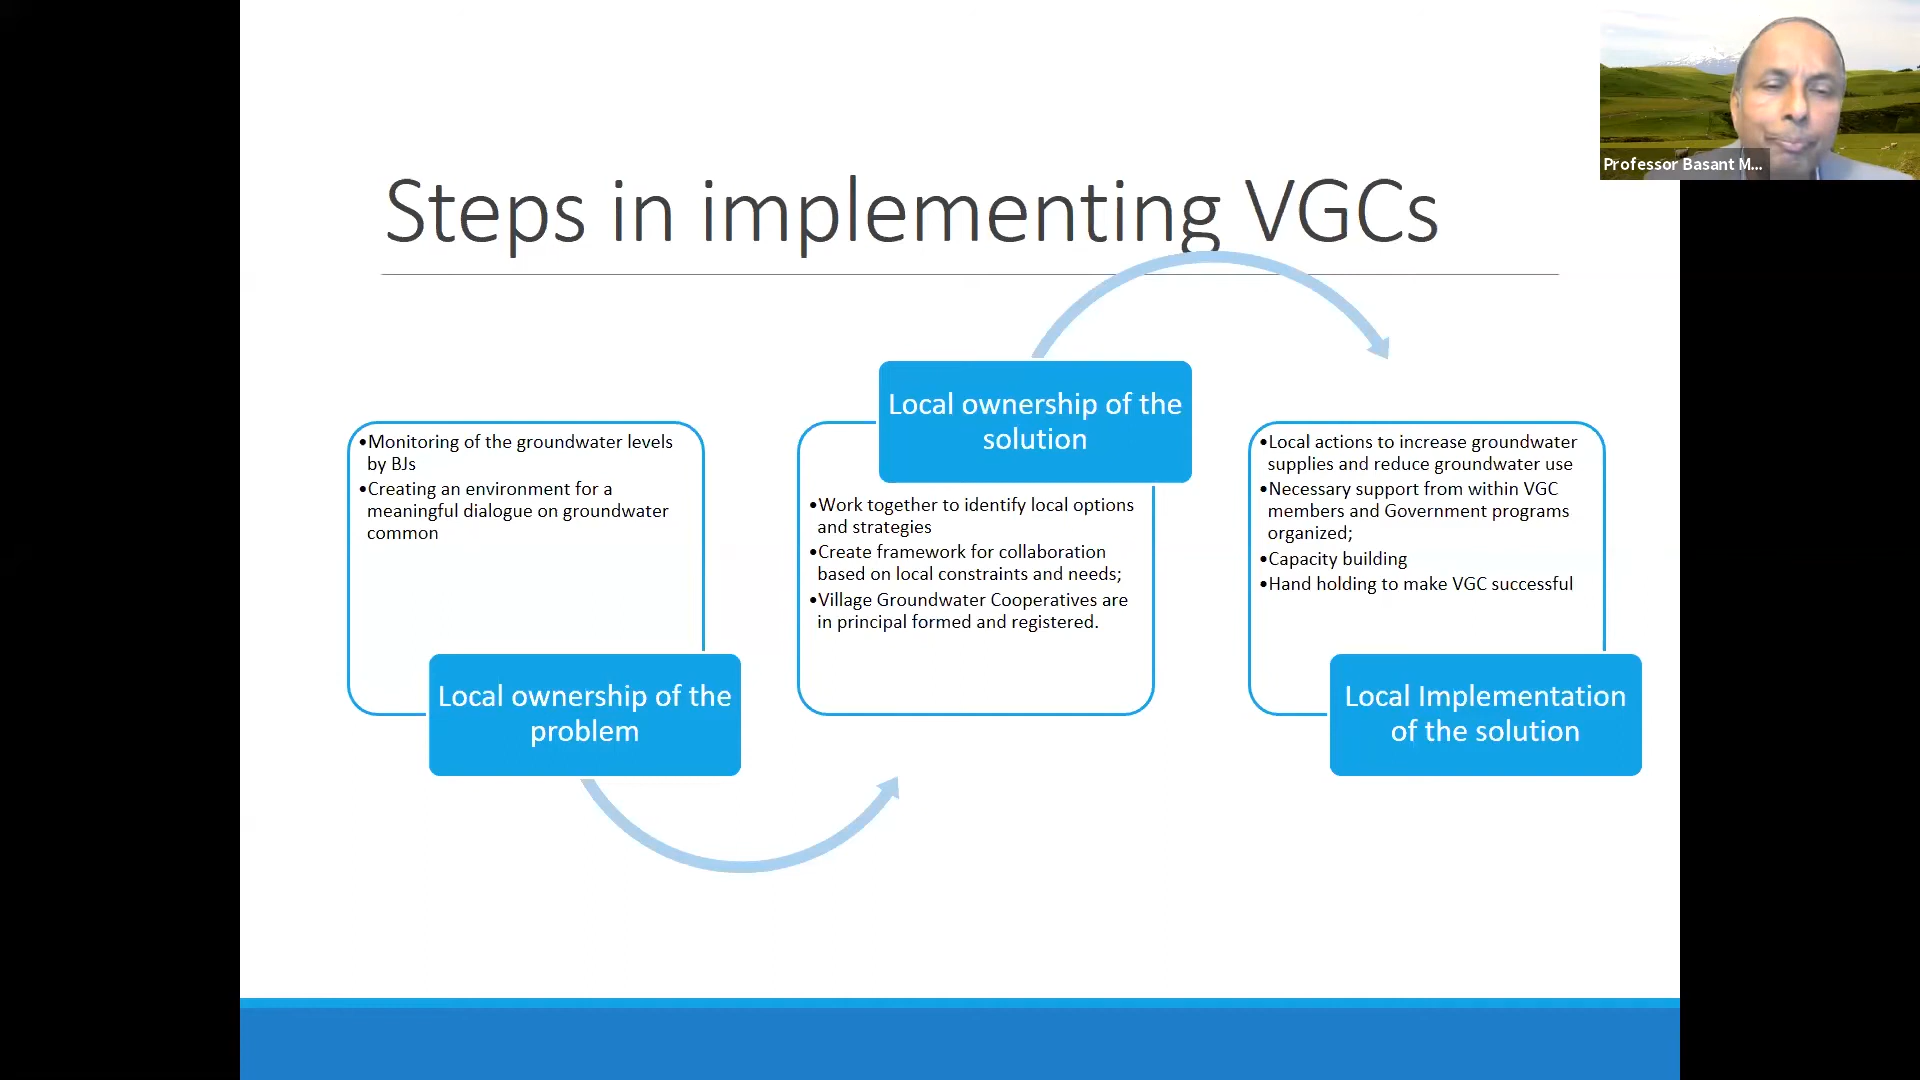 Professor Basant M...
Steps in implementing VGCs
•Monitoring of the groundwater levels
by BJs
•Creating an environment for a
meaningful dialogue on groundwater
common
Local ownership of the
problem
Local ownership of the
solution
•Work together to identify local options
and strategies
•Create framework for collaboration
based on local constraints and needs;
•Village Groundwater Cooperatives are
in principal formed and registered.
•Local actions to increase groundwater
supplies and reduce groundwater use
•Necessary support from within VGC
members and Government programs
organized;
•Capacity building
•Hand holding to make VGC successful
Local Implementation
of the solution